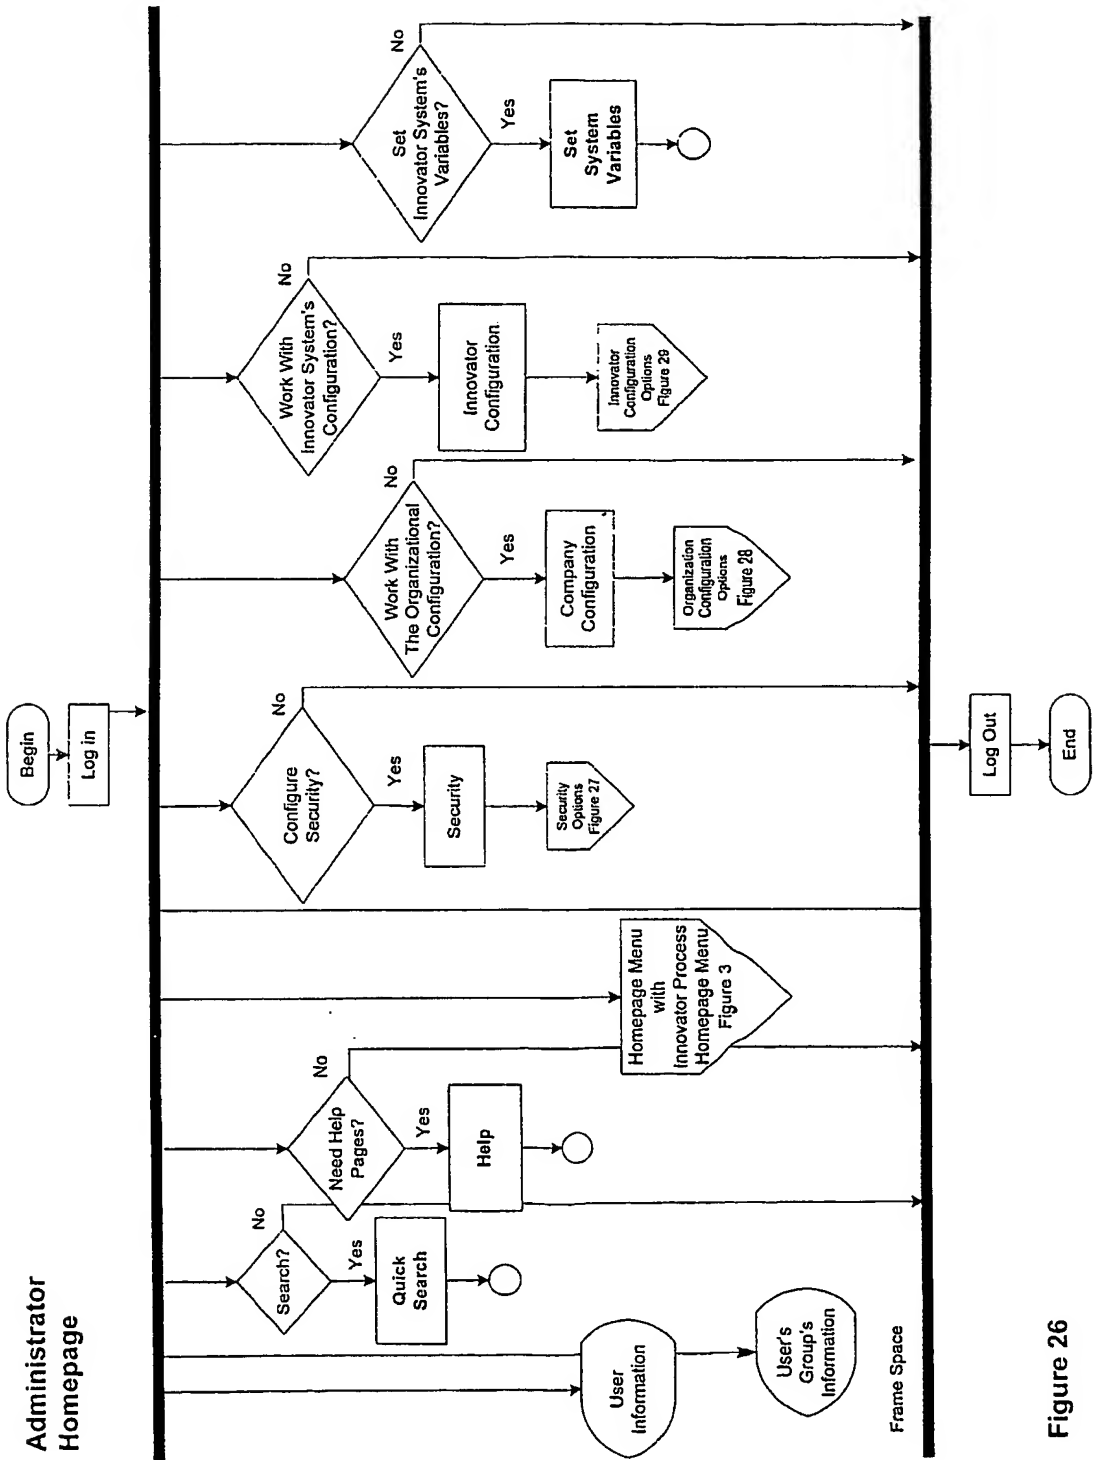 Administrator
Homepage
Begin
Log in
Search?
No
Yes
Quick
Search
User
Information
User's
Group's
Information
Frame Space
Need Help
Pages?
No
Yes
Help
Homepage Menu
with
Innovator Process
Homepage Menu
Figure 3
Configure
Security?
No
Yes
Security
Security
Options
Figure 27
Work With
The Organizational
Configuration?
No
Yes
Company
Configuration
Organization
Configuration
Options
Figure 28
Work With
Innovator System's
Configuration?
No
Yes
Innovator
Configuration
Innovator
Configuration
Options
Figure 29
Set
Innovator System's
Variables?
No
Yes
Set
System
Variables
Log Out
End
Figure 26